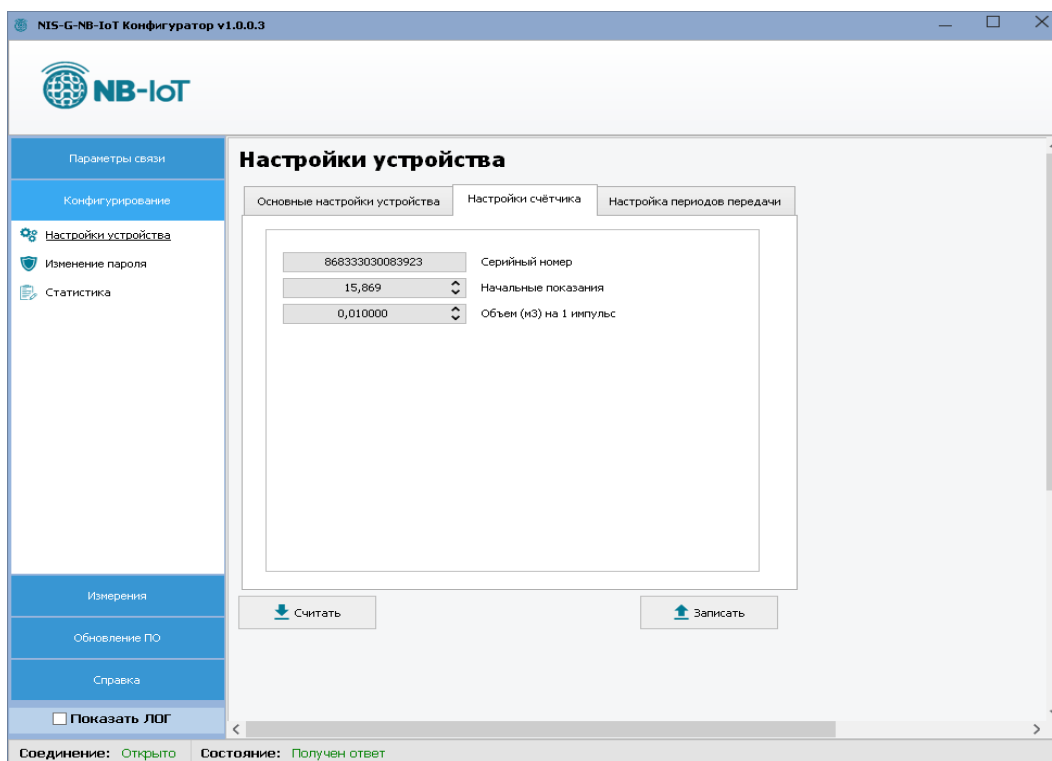 NIS-G-NB-IoT Конфигуратор v1.0.0.3
NB-IoT
Параметры связи
Конфигурирование
Настройки устройства
Изменение пароля
Статистика
Измерения
Обновление ПО
Справка
Показать ЛОГ
Настройки устройства
Основные настройки устройства
Настройки счётчика
Настройка периодов передачи
868333030083923 Серийный номер
15,869 Начальные показания
0,010000 Объем (м3) на 1 импульс
Считать
Записать
Соединение: Открыто Состояние: Получен ответ